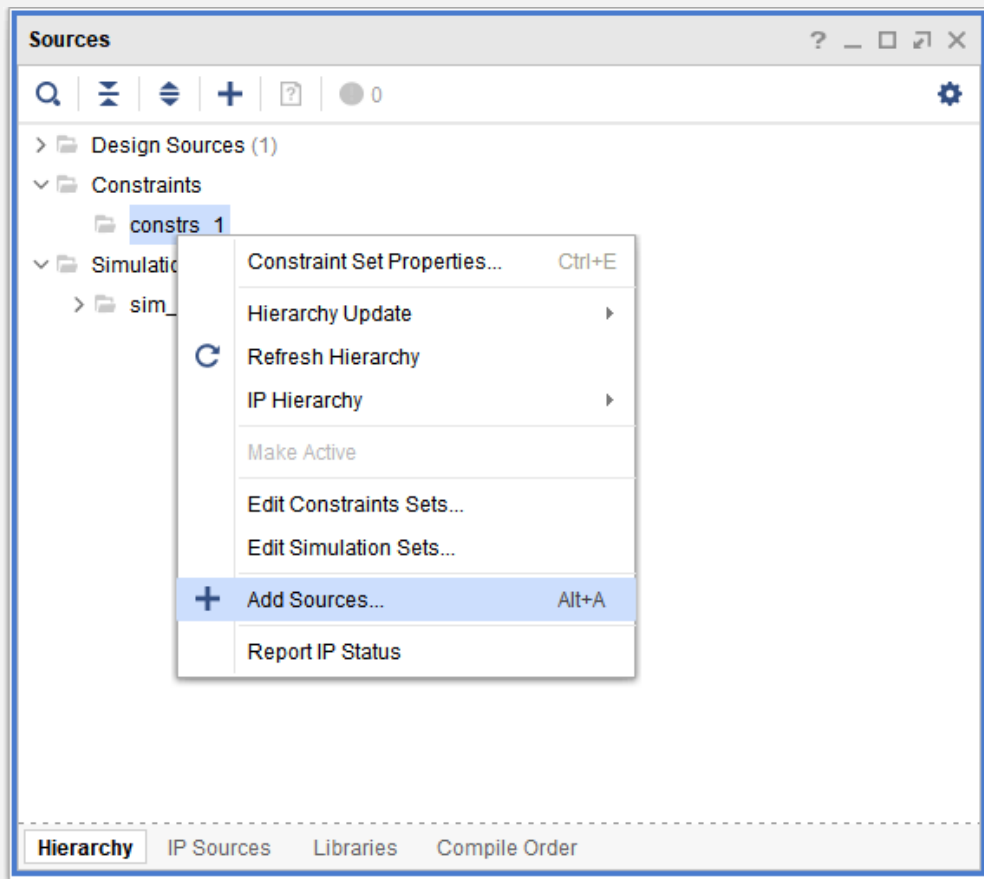 Sources
0
Design Sources (1)
Constraints
constrs_1
Simulatio
sim_
Constraint Set Properties... Ctrl+E
Hierarchy Update
Refresh Hierarchy
IP Hierarchy
Make Active
Edit Constraints Sets...
Edit Simulation Sets...
Add Sources... Alt+A
Report IP Status
Hierarchy IP Sources Libraries Compile Order